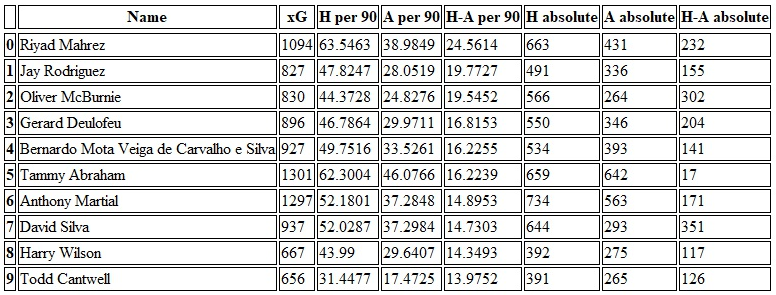 Name xG H per 90 A per 90 H-A per 90 H absolute A absolute H-A absolute
0 Riyad Mahrez 1094 63.5463 38.9849 24.5614 663 431 232
1 Jay Rodriguez 827 47.8247 28.0519 19.7727 491 336 155
2 Oliver McBurnie 830 44.3728 24.8276 19.5452 566 264 302
3 Gerard Deulofeu 896 46.7864 29.9711 16.8153 550 346 204
4 Bernardo Mota Veiga de Carvalho e Silva 927 49.7516 33.5261 16.2255 534 393 141
5 Tammy Abraham 1301 62.3004 46.0766 16.2239 659 642 17
6 Anthony Martial 1297 52.1801 37.2848 14.8953 734 563 171
7 David Silva 937 52.0287 37.2984 14.7303 644 293 351
8 Harry Wilson 667 43.99 29.6407 14.3493 392 275 117
9 Todd Cantwell 656 31.4477 17.4725 13.9752 391 265 126